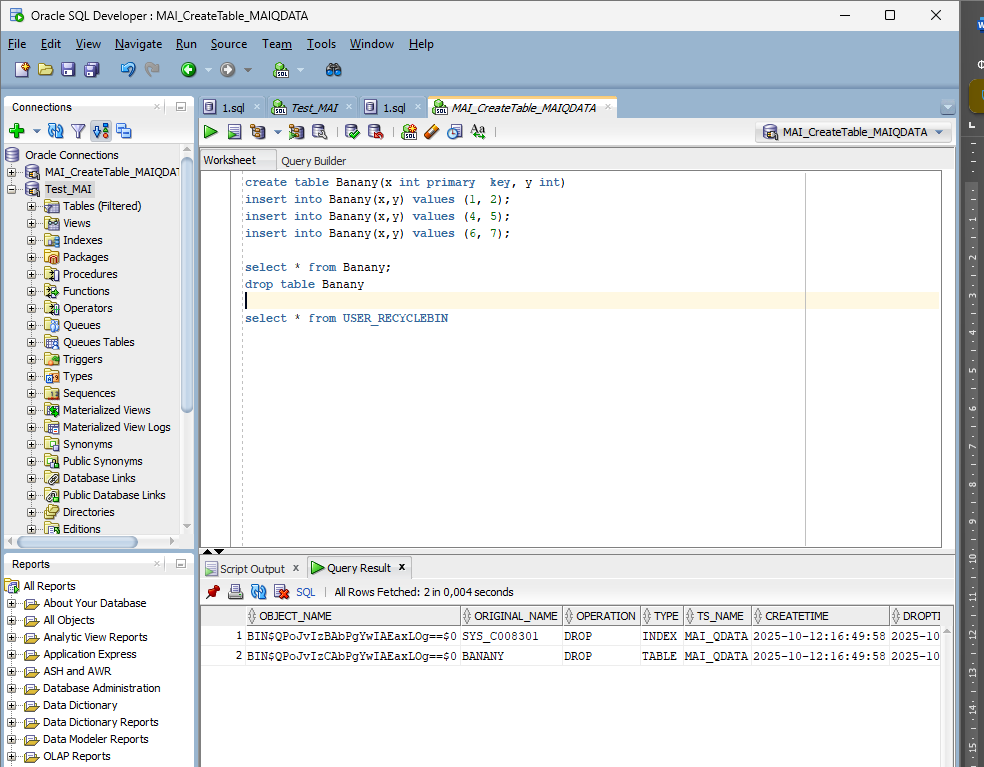 Oracle SQL Developer : MAI_CreateTable_MAIQDATA
File Edit View Navigate Run Source Team Tools Window Help
Connections
Oracle Connections
MAI_CreateTable_MAIQDAT
Test_MAI
Tables (Filtered)
Views
Indexes
Packages
Procedures
Functions
Operators
Queues
Queues Tables
Triggers
Types
Sequences
Materialized Views
Materialized View Logs
Synonyms
Public Synonyms
Database Links
Public Database Links
Directories
Editions
Reports
All Reports
About Your Database
All Objects
Analytic View Reports
Application Express
ASH and AWR
Database Administration
Data Dictionary
Data Dictionary Reports
Data Modeler Reports
OLAP Reports
1.sql Test_MAI 1.sql MAI_CreateTable_MAIQDATA
MAI_CreateTable_MAIQDATA
Worksheet Query Builder
create table Banany(x int primary key, y int)
insert into Banany(x,y) values (1, 2);
insert into Banany(x,y) values (4, 5);
insert into Banany(x,y) values (6, 7);
select * from Banany;
drop table Banany
select * from USER_RECYCLEBIN
Script Output x Query Result x
SQL | All Rows Fetched: 2 in 0,004 seconds
OBJECT_NAME ORIGINAL_NAME OPERATION TYPE TS_NAME CREATETIME DROPTI
1 BIN$QPoJvIzBAbPgYwIAEaxLOg==$0 SYS_C008301 DROP INDEX MAI_QDATA 2025-10-12:16:49:58 2025-10
2 BIN$QPoJvIzCAbPgYwIAEaxLOg==$0 BANANY DROP TABLE MAI_QDATA 2025-10-12:16:49:58 2025-10